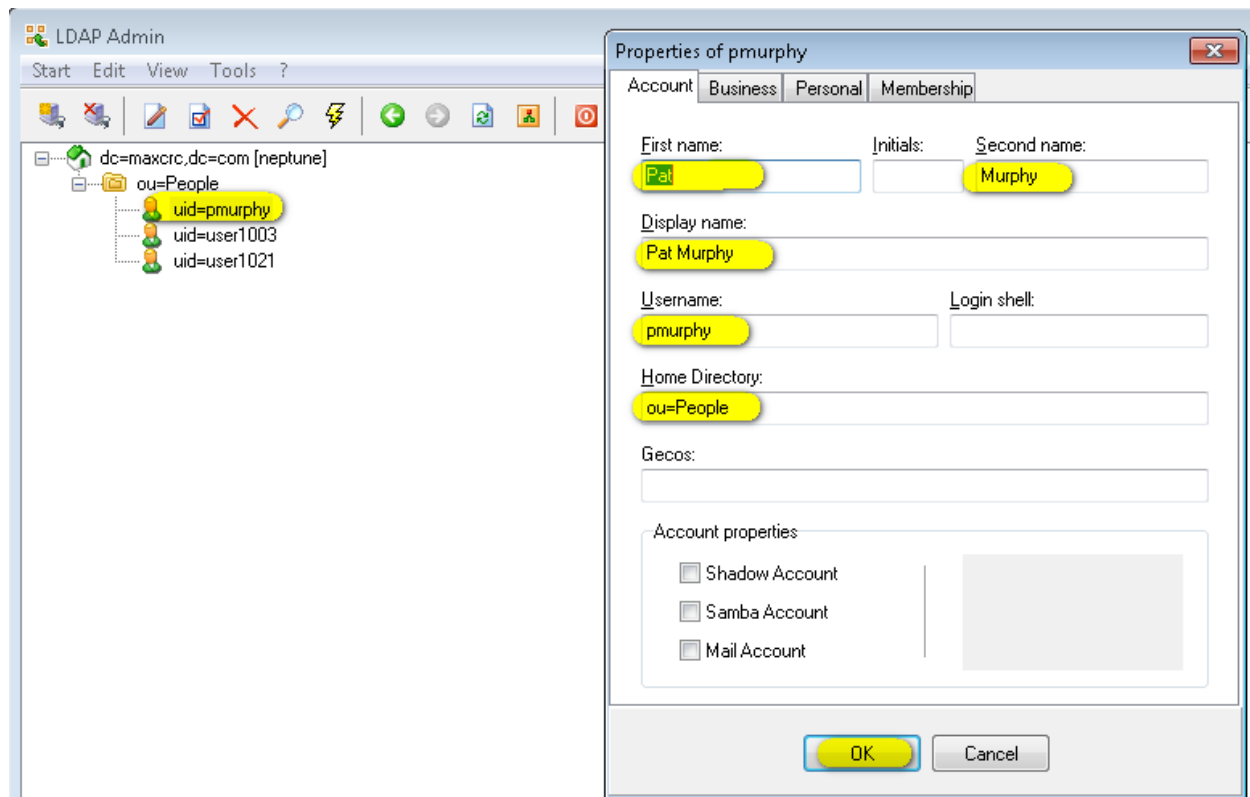 LDAP Admin
Start Edit View Tools ?
dc=maxcrc,dc=com [neptune]
ou=People
uid=pmurphy
uid=user1003
uid=user1021
Properties of pmurphy
Account Business Personal Membership
First name: Initials: Second name:
Pat Murphy
Display name:
Pat Murphy
Username: Login shell:
pmurphy
Home Directory:
ou=People
Gecos:
Account properties
Shadow Account
Samba Account
Mail Account
OK Cancel